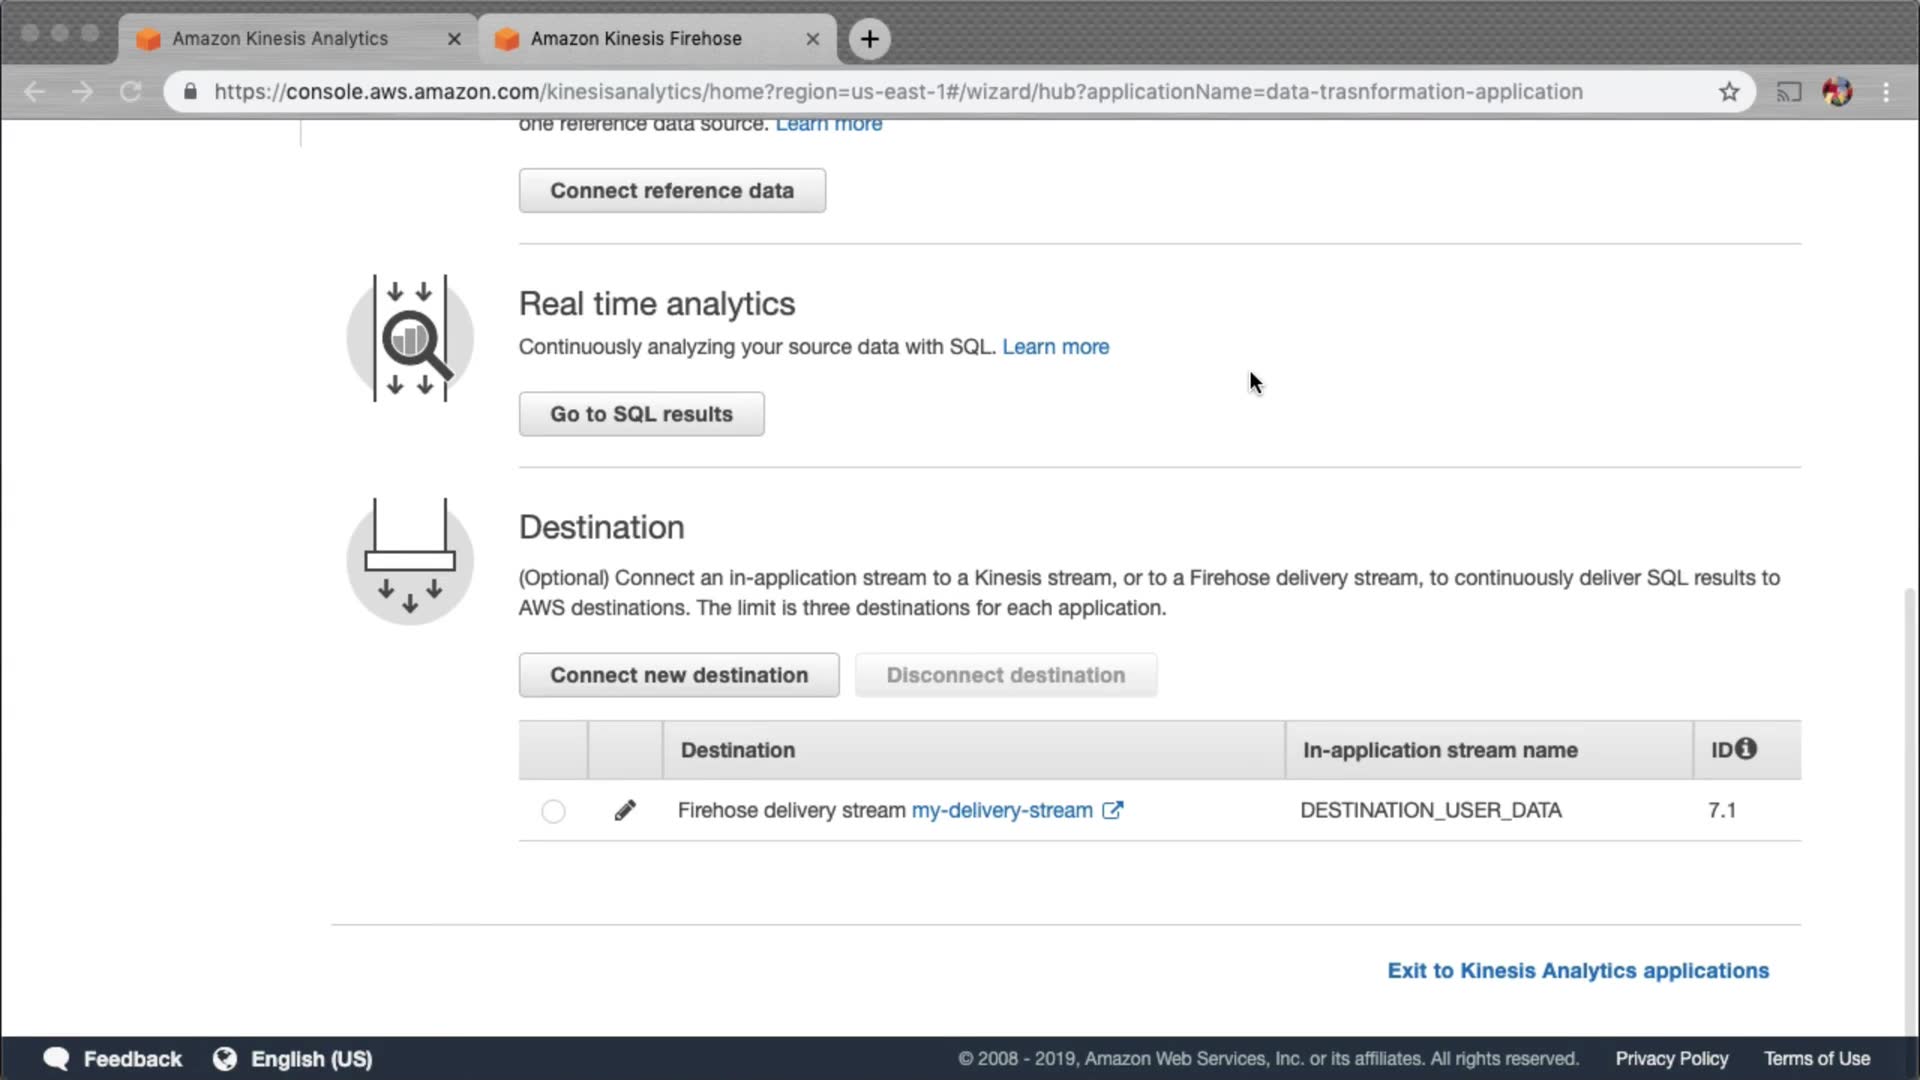 Amazon Kinesis Analytics
Amazon Kinesis Firehose
https://console.aws.amazon.com/kinesisanalytics/home?region=us-east-1#/wizard/hub?applicationName=data-trasnformation-application
one reference data source. Learn more
Connect reference data
Real time analytics
Continuously analyzing your source data with SQL. Learn more
Go to SQL results
Destination
(Optional) Connect an in-application stream to a Kinesis stream, or to a Firehose delivery stream, to continuously deliver SQL results to
AWS destinations. The limit is three destinations for each application.
Connect new destination Disconnect destination
Destination In-application stream name ID
Firehose delivery stream my-delivery-stream DESTINATION_USER_DATA 7.1
Exit to Kinesis Analytics applications
Feedback English (US) © 2008 - 2019, Amazon Web Services, Inc. or its affiliates. All rights reserved. Privacy Policy Terms of Use